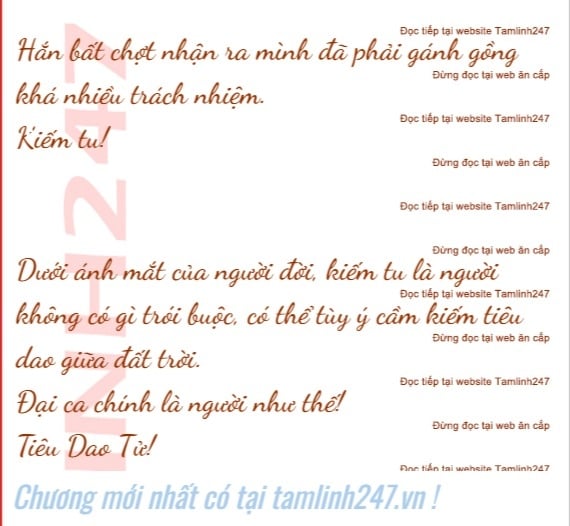 Đọc tiếp tại website Tamlinh247
Hắn bất chợt nhận ra mình đã phải gánh gồng
Đừng đọc tại web ăn cắp
khá nhiều trách nhiệm.
Đọc tiếp tại website Tamlinh247
Kiếm tu!
Đừng đọc tại web ăn cắp
Đọc tiếp tại website Tamlinh247
Đừng đọc tại web ăn cắp
Dưới ánh mắt của người đời, kiếm tu là người
Đọc tiếp tại website Tamlinh247
không có gì trói buộc, có thể tùy ý cầm kiếm tiêu
Đừng đọc tại web ăn cắp
dao giữa đất trời.
Đọc tiếp tại website Tamlinh247
Đại ca chính là người như thế!
Đừng đọc tại web ăn cắp
Tiêu Dao Tử!
Đọc tiếp tại website Tamlinh247
Chương mới nhất có tại tamlinh247.vn !
INH247